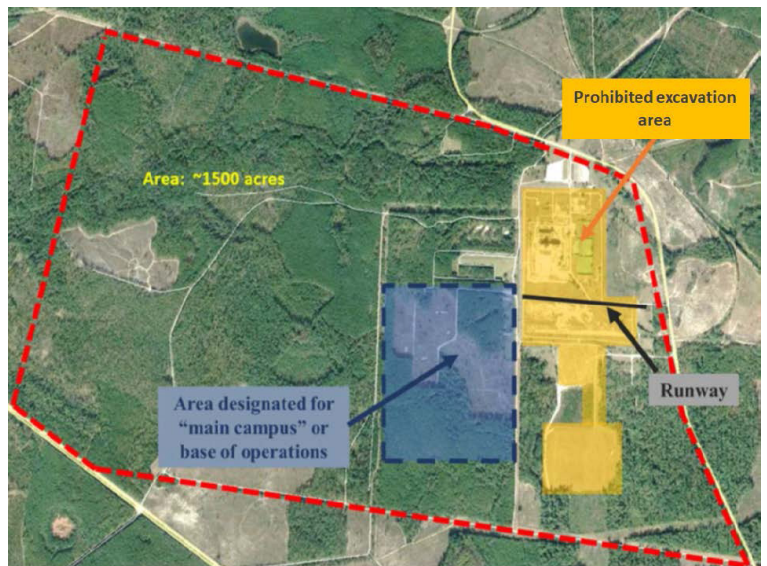 Prohibited excavation
area
Area: ~1500 acres
Area designated for
“main campus” or
base of operations
Runway